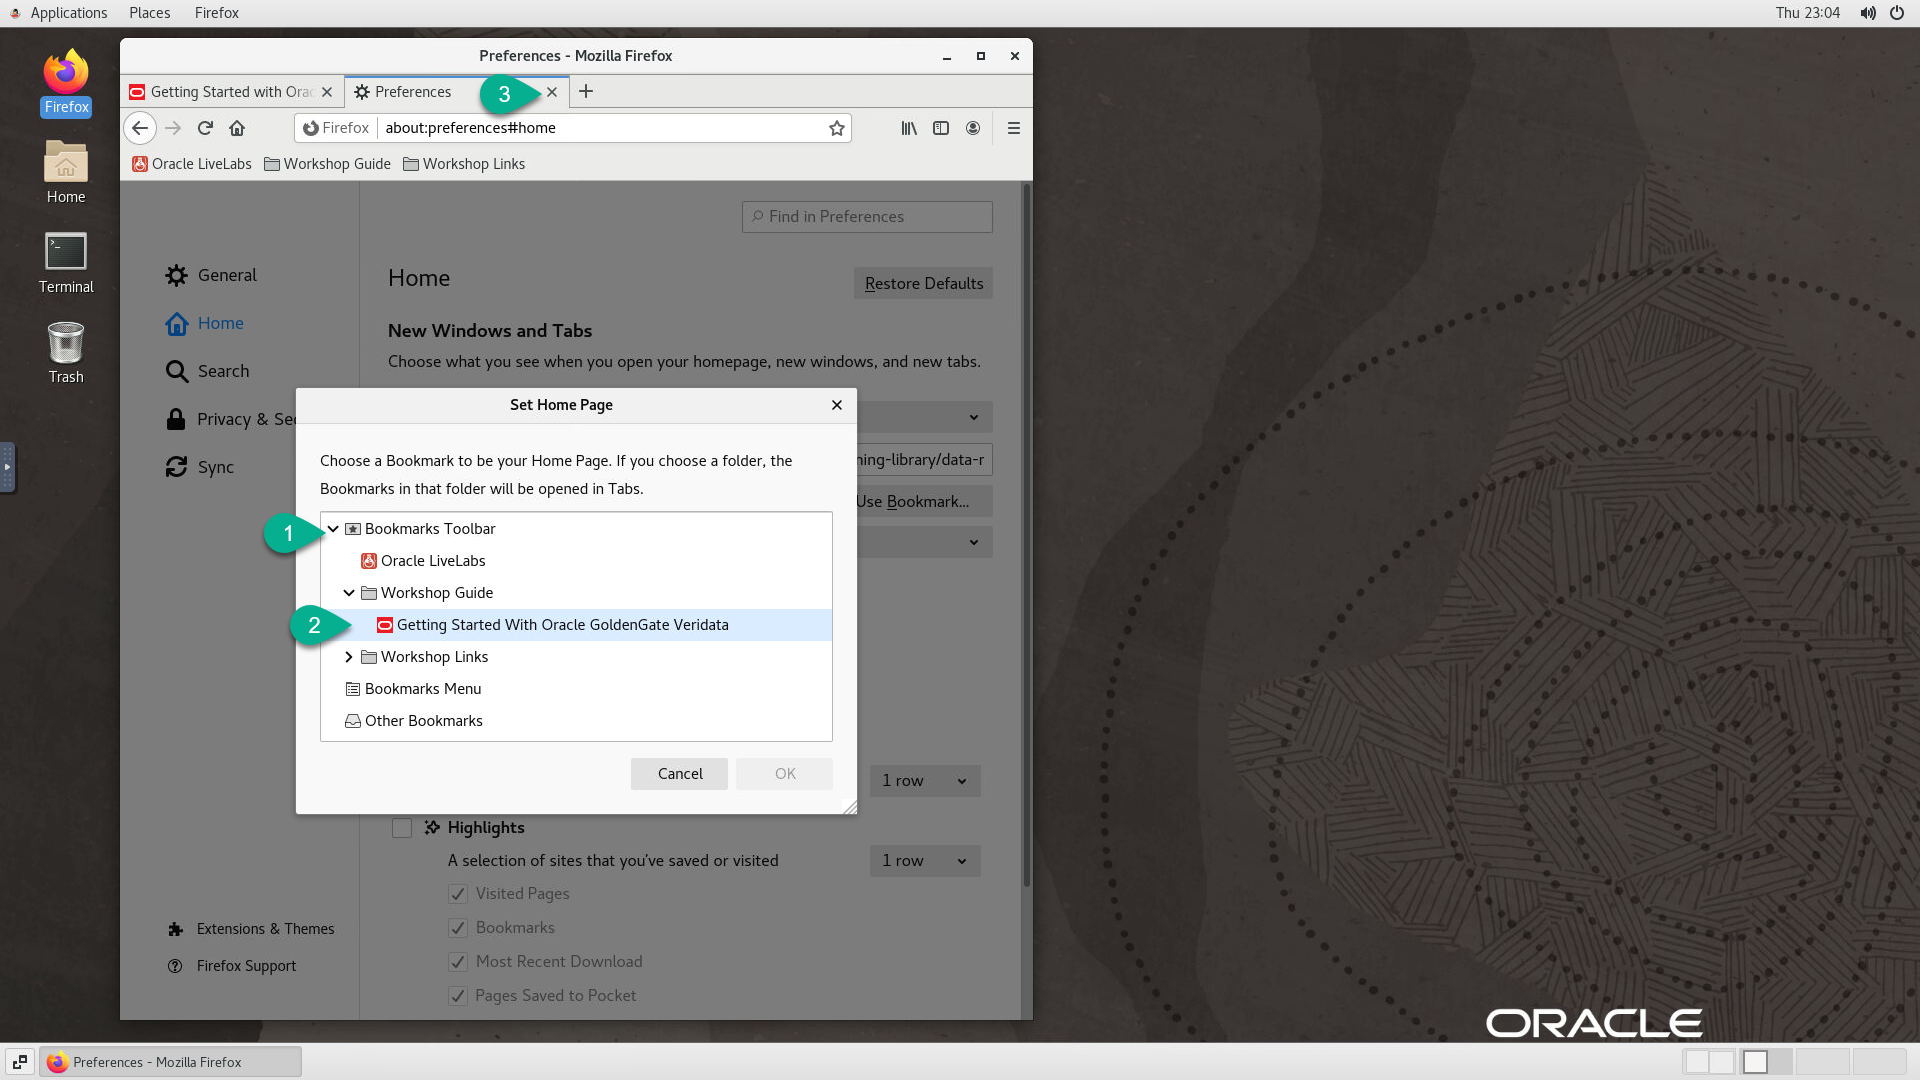 Applications Places Firefox Thu 23:04
Firefox
Home
Terminal
Trash
Preferences - Mozilla Firefox
Getting Started with Orac Preferences 3
Firefox about:preferences#home
Oracle LiveLabs Workshop Guide Workshop Links
Find in Preferences
General
Home
Search
Privacy & Sec
Sync
Home Restore Defaults
New Windows and Tabs
Choose what you see when you open your homepage, new windows, and new tabs.
ning-library/data-r
Use Bookmark...
Set Home Page
Choose a Bookmark to be your Home Page. If you choose a folder, the
Bookmarks in that folder will be opened in Tabs.
1 Bookmarks Toolbar
Oracle LiveLabs
Workshop Guide
2 Getting Started With Oracle GoldenGate Veridata
Workshop Links
Bookmarks Menu
Other Bookmarks
Cancel OK
1 row
Highlights
A selection of sites that you've saved or visited 1 row
Visited Pages
Bookmarks
Most Recent Download
Pages Saved to Pocket
Extensions & Themes
Firefox Support
ORACLE
Preferences - Mozilla Firefox